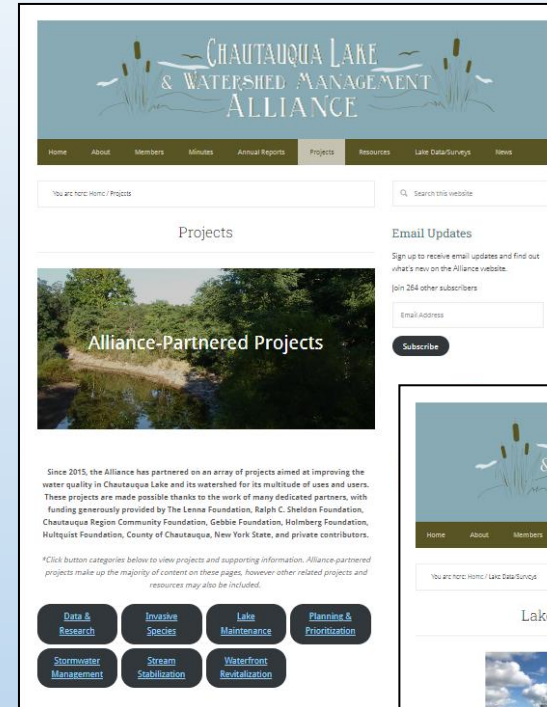 CHAUTAUQUA LAKE
& WATERSHED MANAGEMENT
ALLIANCE
Home About Members Minutes Annual Reports Projects Resources Lake Data/Surveys News
You are here: Home / Projects
Search this website
Projects
Email Updates
Sign up to receive email updates and find out
what's new on the Alliance website.
Join 264 other subscribers
Email Address
Subscribe
Alliance-Partnered Projects
Since 2015, the Alliance has partnered on an array of projects aimed at improving the
water quality in Chautauqua Lake and its watershed for its multitude of uses and users.
These projects are made possible thanks to the work of many dedicated partners, with
funding generously provided by The Lenna Foundation, Ralph C. Sheldon Foundation,
Chautauqua Region Community Foundation, Gebbie Foundation, Holmberg Foundation,
Hultquist Foundation, County of Chautauqua, New York State, and private contributors.
*Click button categories below to view projects and supporting information. Alliance-partnered
projects make up the majority of content on these pages, however other related projects and
resources may also be included.
Data &
Research
Invasive
Species
Lake
Maintenance
Planning &
Prioritization
Stormwater
Management
Stream
Stabilization
Waterfront
Revitalization
&
Home About Members
You are here: Home / Lake Data/Surveys
Lake